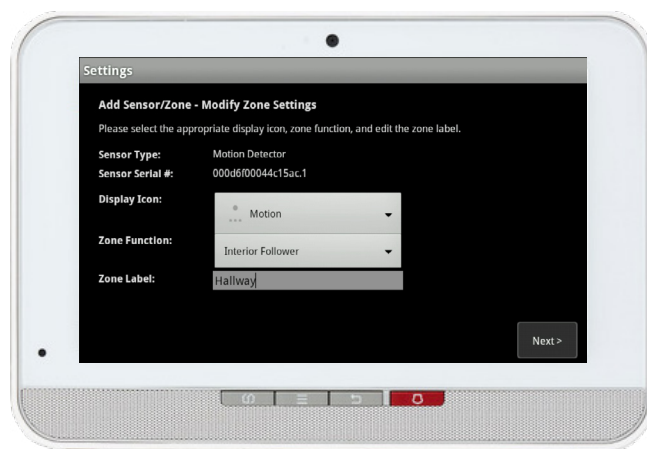 Settings
Add Sensor/Zone - Modify Zone Settings
Please select the appropriate display icon, zone function, and edit the zone label.
Sensor Type: Motion Detector
Sensor Serial #: 000d6f00044c15ac.1
Display Icon: Motion
Zone Function: Interior Follower
Zone Label: Hallway
Next >